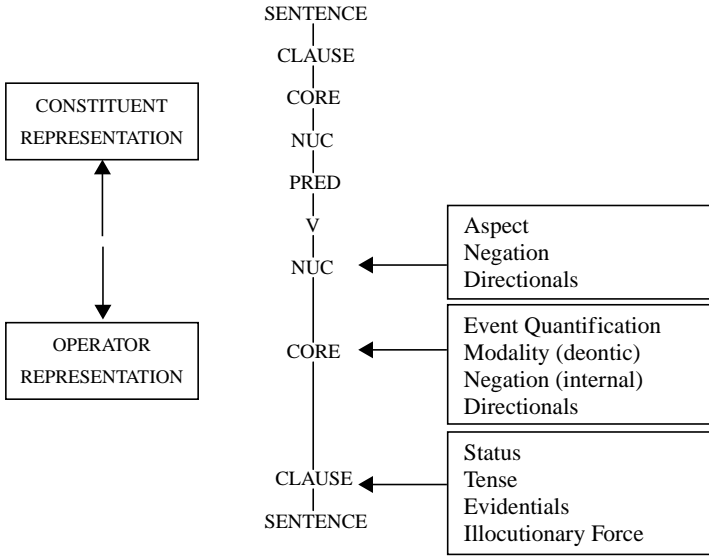 SENTENCE
CLAUSE
CORE
NUC
PRED
V
NUC
CORE
CLAUSE
SENTENCE
CONSTITUENT
REPRESENTATION
OPERATOR
REPRESENTATION
Aspect
Negation
Directionals
Event Quantification
Modality (deontic)
Negation (internal)
Directionals
Status
Tense
Evidentials
Illocutionary Force